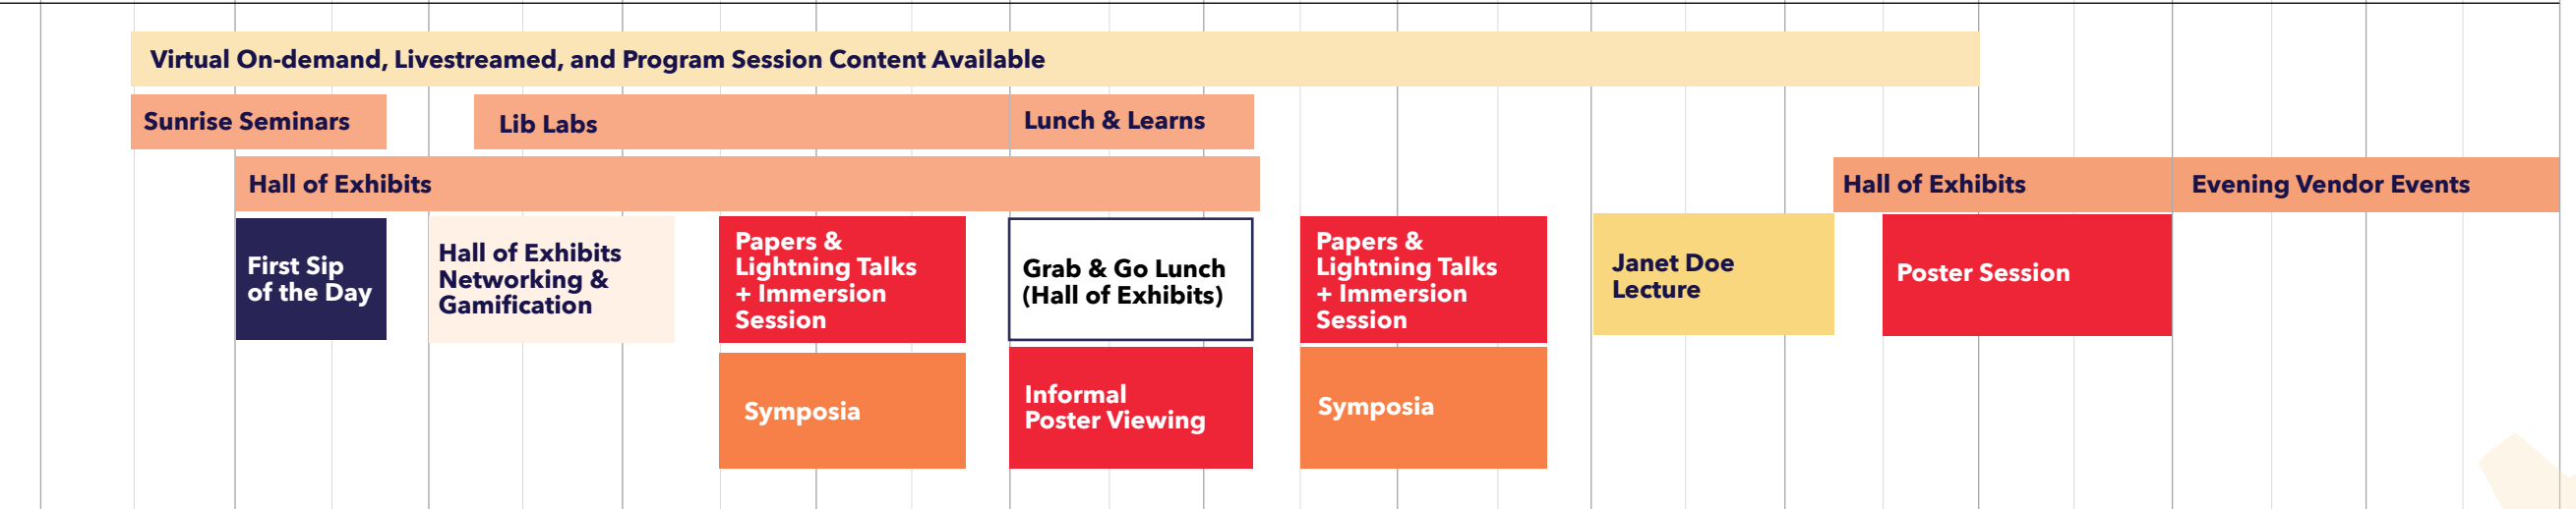 Virtual On-demand, Livestreamed, and Program Session Content Available
Sunrise Seminars
Lib Labs
Lunch & Learns
Hall of Exhibits
Hall of Exhibits
Evening Vendor Events
First Sip
of the Day
Hall of Exhibits
Networking &
Gamification
Papers &
Lightning Talks
+ Immersion
Session
Grab & Go Lunch
(Hall of Exhibits)
Papers &
Lightning Talks
+ Immersion
Session
Janet Doe
Lecture
Poster Session
Symposia
Informal
Poster Viewing
Symposia